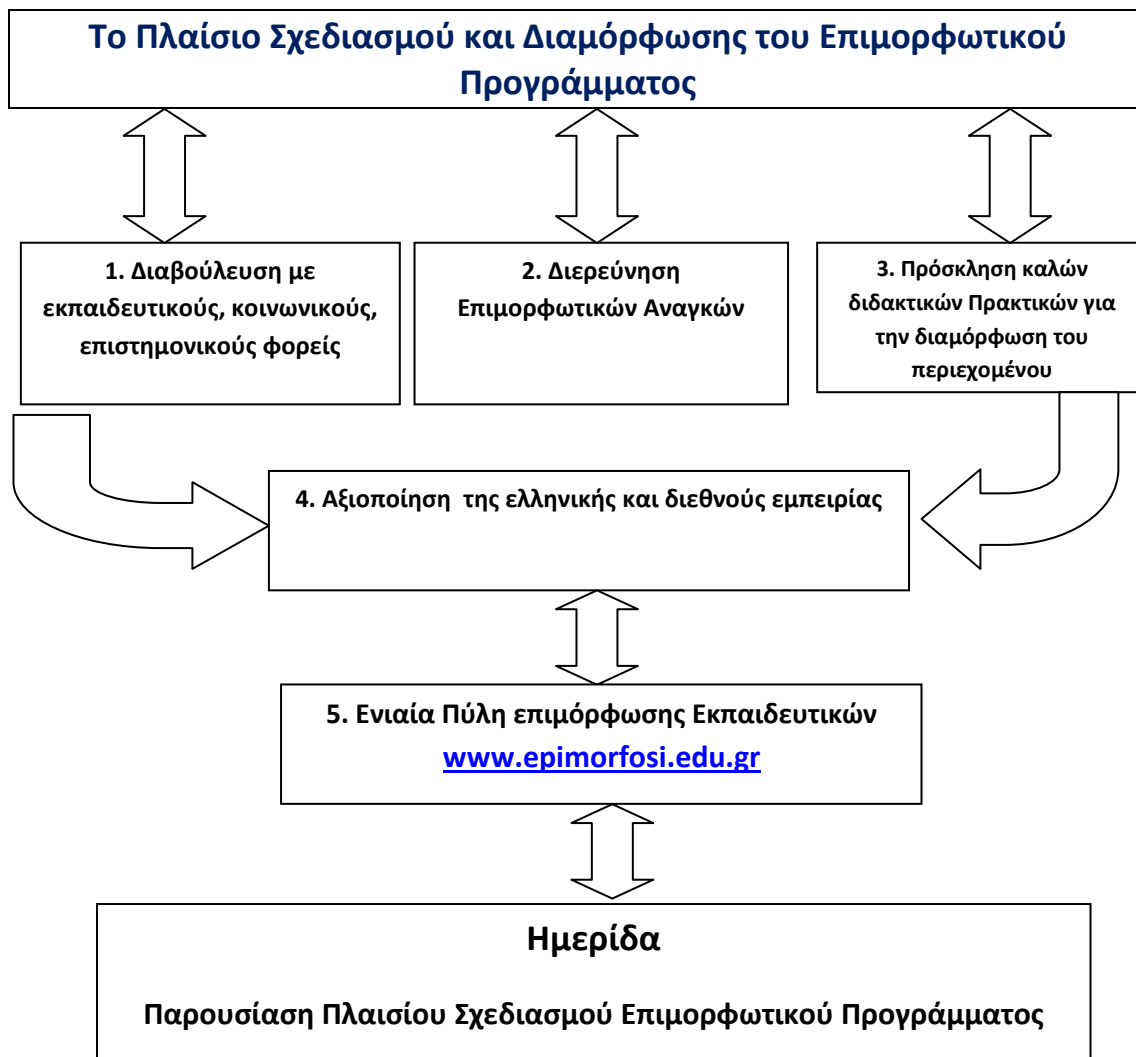 Το Πλαίσιο Σχεδιασμού και Διαμόρφωσης του Επιμορφωτικού
Προγράμματος
1. Διαβούλευση με
εκπαιδευτικούς, κοινωνικούς,
επιστημονικούς φορείς
2. Διερεύνηση
Επιμορφωτικών Αναγκών
3. Πρόσκληση καλών
διδακτικών Πρακτικών για
την διαμόρφωση του
περιεχομένου
4. Αξιοποίηση της ελληνικής και διεθνούς εμπειρίας
5. Ενιαία Πύλη επιμόρφωσης Εκπαιδευτικών
www.epimorfosi.edu.gr
Ημερίδα
Παρουσίαση Πλαισίου Σχεδιασμού Επιμορφωτικού Προγράμματος